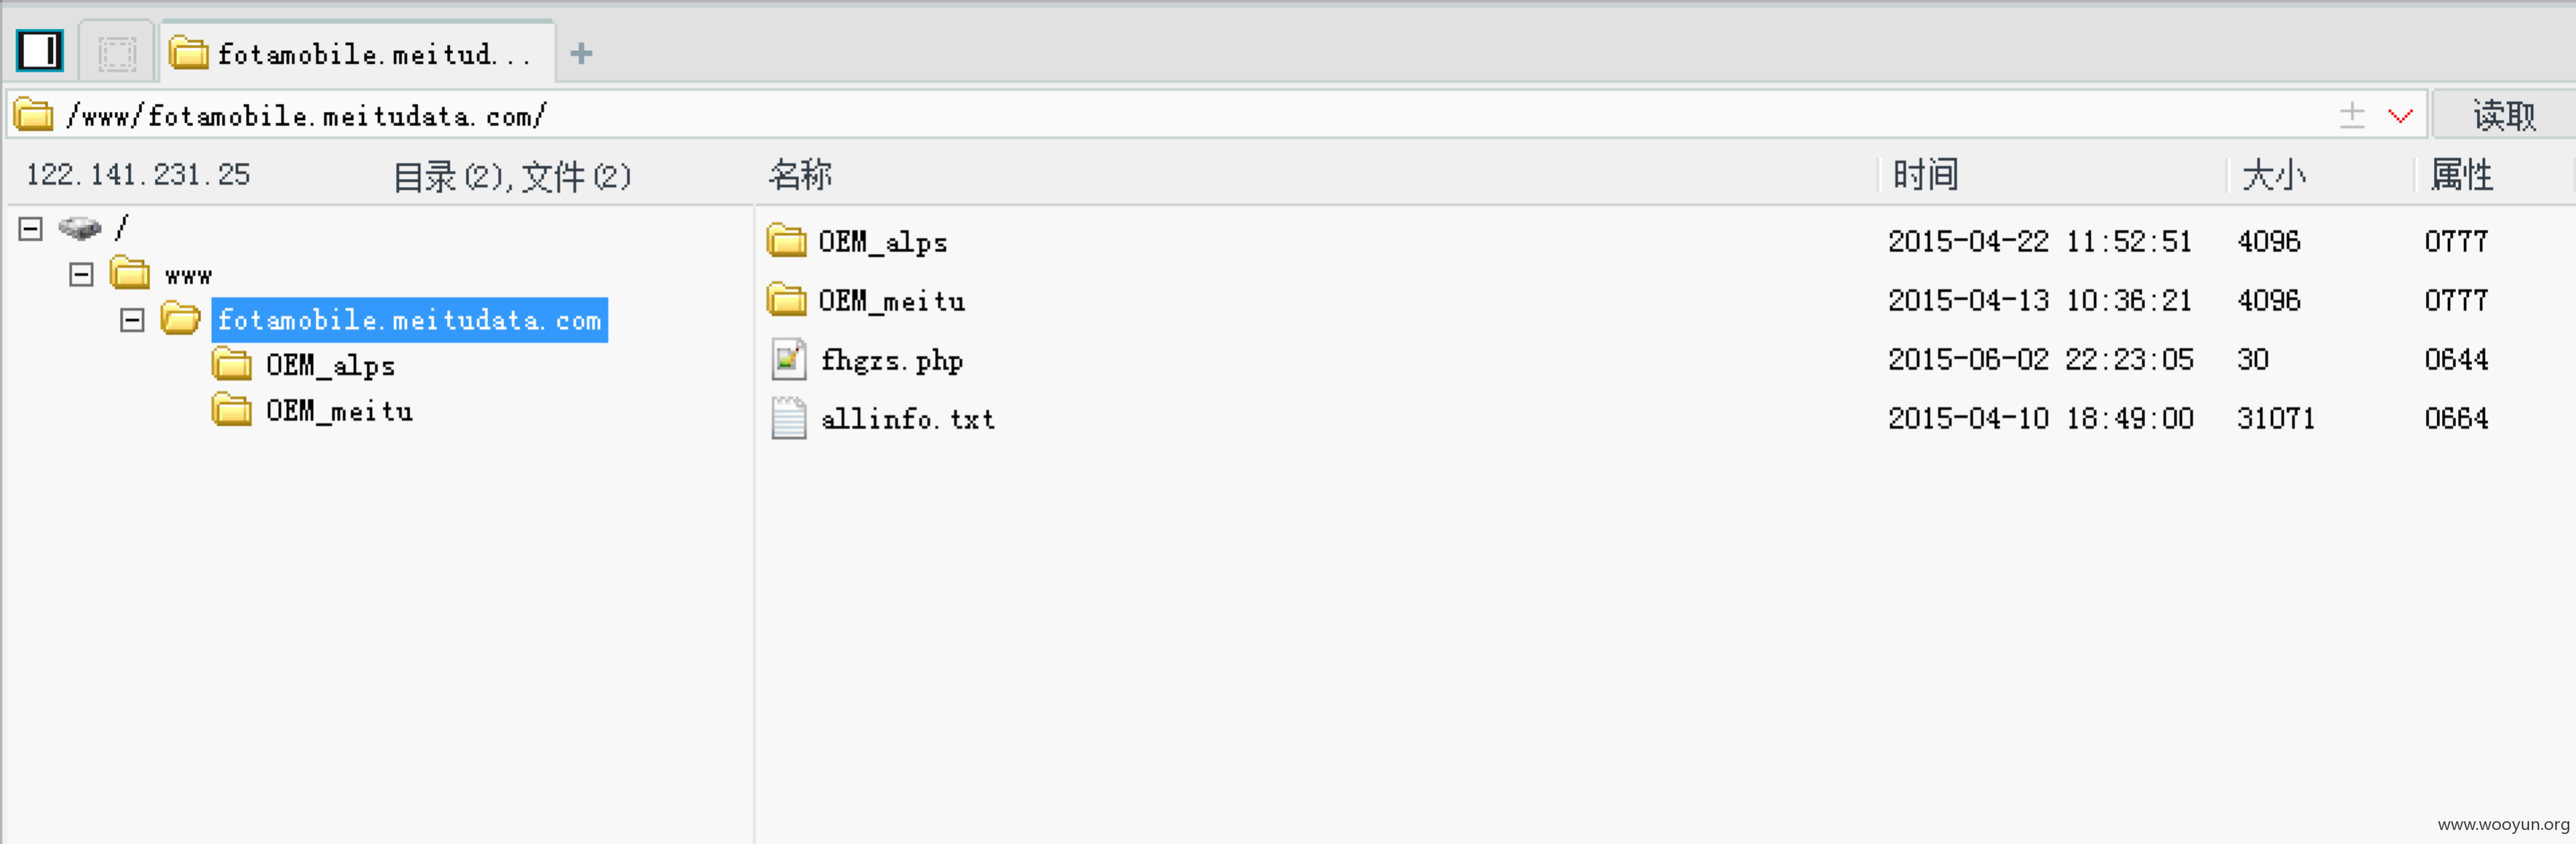 fotamobile.meitud...
/www/fotamobile.meitudata.com/
读取
122.141.231.25 目录(2),文件(2) 名称 时间 大小 属性
/
www
fotamobile.meitudata.com
OEM_alps
OEM_meitu
OEM_alps 2015-04-22 11:52:51 4096 0777
OEM_meitu 2015-04-13 10:36:21 4096 0777
fhgzs.php 2015-06-02 22:23:05 30 0644
allinfo.txt 2015-04-10 18:49:00 31071 0664
www.wooyun.org